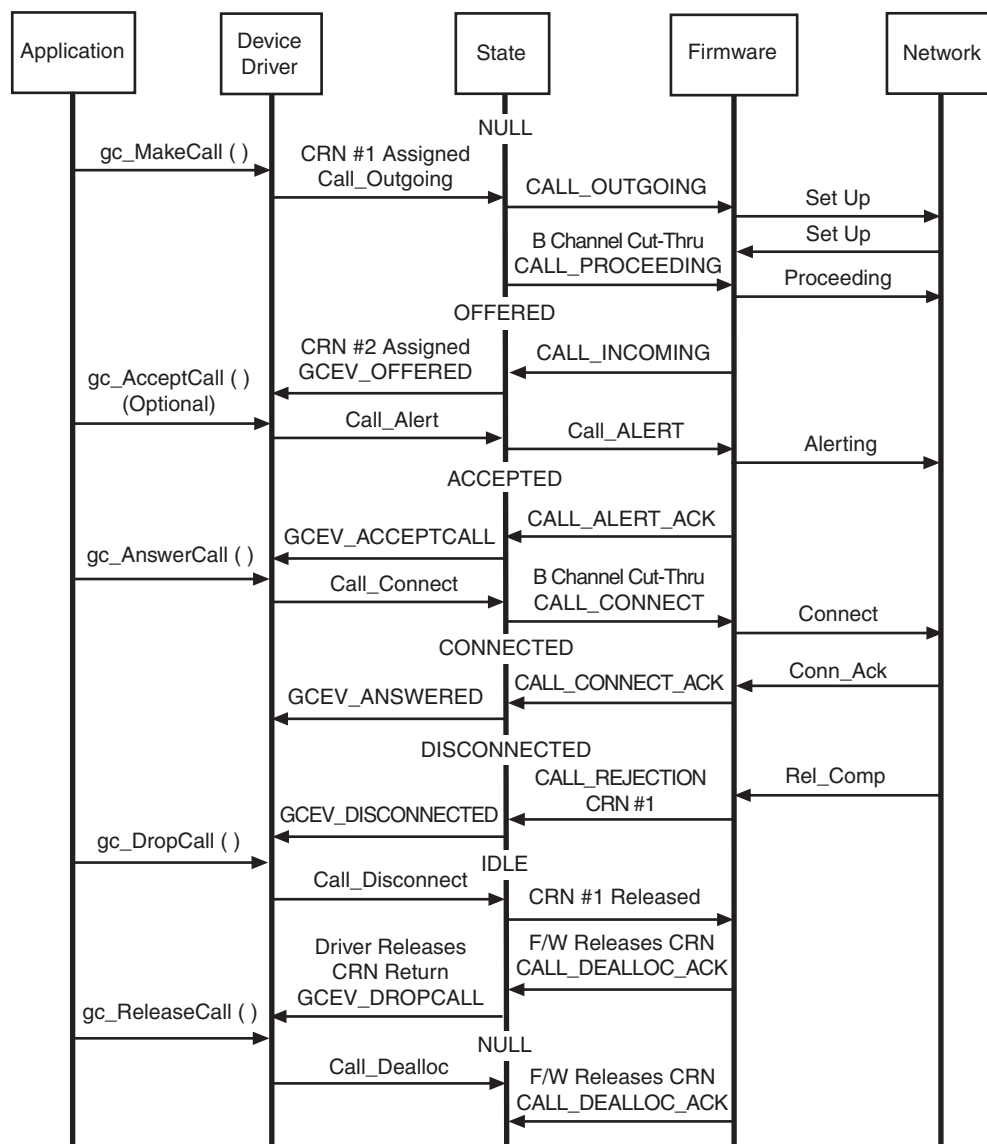 Application
Device
Driver
State
Firmware
Network
NULL
gc_MakeCall ( )
CRN #1 Assigned
Call_Outgoing
CALL_OUTGOING
Set Up
Set Up
B Channel Cut-Thru
CALL_PROCEEDING
Proceeding
OFFERED
CRN #2 Assigned
GCEV_OFFERED
CALL_INCOMING
gc_AcceptCall ( )
(Optional)
Call_Alert
Call_ALERT
Alerting
ACCEPTED
CALL_ALERT_ACK
GCEV_ACCEPTCALL
gc_AnswerCall ( )
Call_Connect
B Channel Cut-Thru
CALL_CONNECT
Connect
CONNECTED
Conn_Ack
CALL_CONNECT_ACK
GCEV_ANSWERED
DISCONNECTED
CALL_REJECTION
CRN #1
Rel_Comp
GCEV_DISCONNECTED
gc_DropCall ( )
IDLE
Call_Disconnect
CRN #1 Released
Driver Releases
CRN Return
GCEV_DROPCALL
F/W Releases CRN
CALL_DEALLOC_ACK
gc_ReleaseCall ( )
NULL
Call_Dealloc
F/W Releases CRN
CALL_DEALLOC_ACK